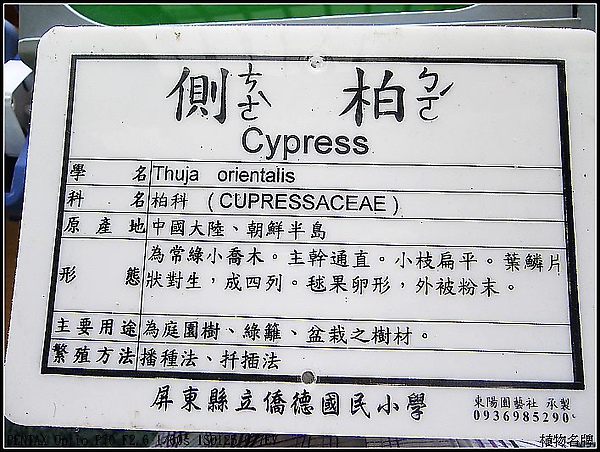 側ㄘㄜˋ 柏ㄅㄛˊ
Cypress
學名 Thuja orientalis
科名 柏科 (CUPRESSACEAE)
原產地 中國大陸、朝鮮半島
形態 為常綠小喬木。主幹通直。小枝扁平。葉鱗片
狀對生，成四列。毬果卵形，外被粉末。
主要用途 為庭園樹、綠籬、盆栽之樹材。
繁殖方法 播種法、扦插法
屏東縣立僑德國民小學
東陽園藝社 承製
0936985290
植物名牌